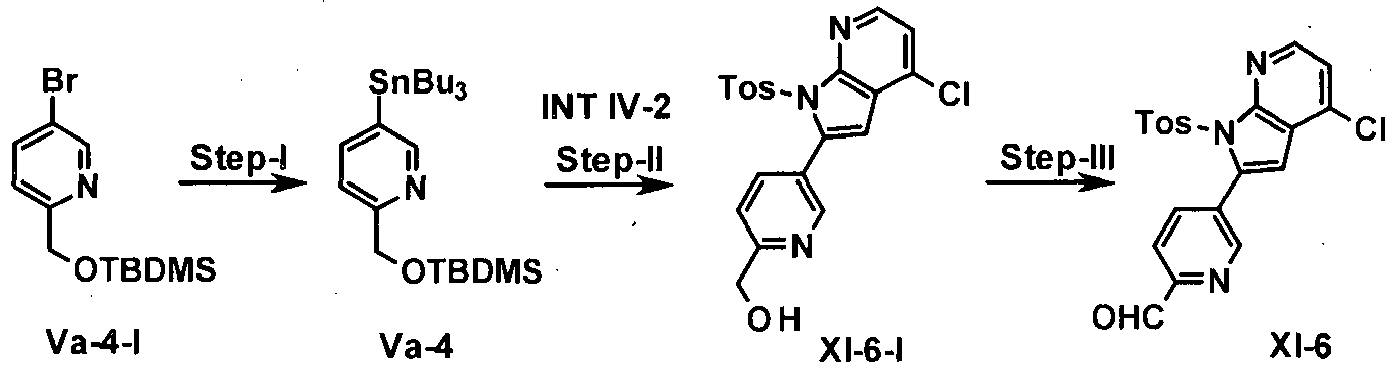 Br
N
OTBDMS
Va-4-I
Step-I
SnBu3
N
OTBDMS
Va-4
INT IV-2
Step-II
N
Cl
Tos-N
N
OH
XI-6-I
Step-III
N
Cl
Tos-N
N
OHC
XI-6